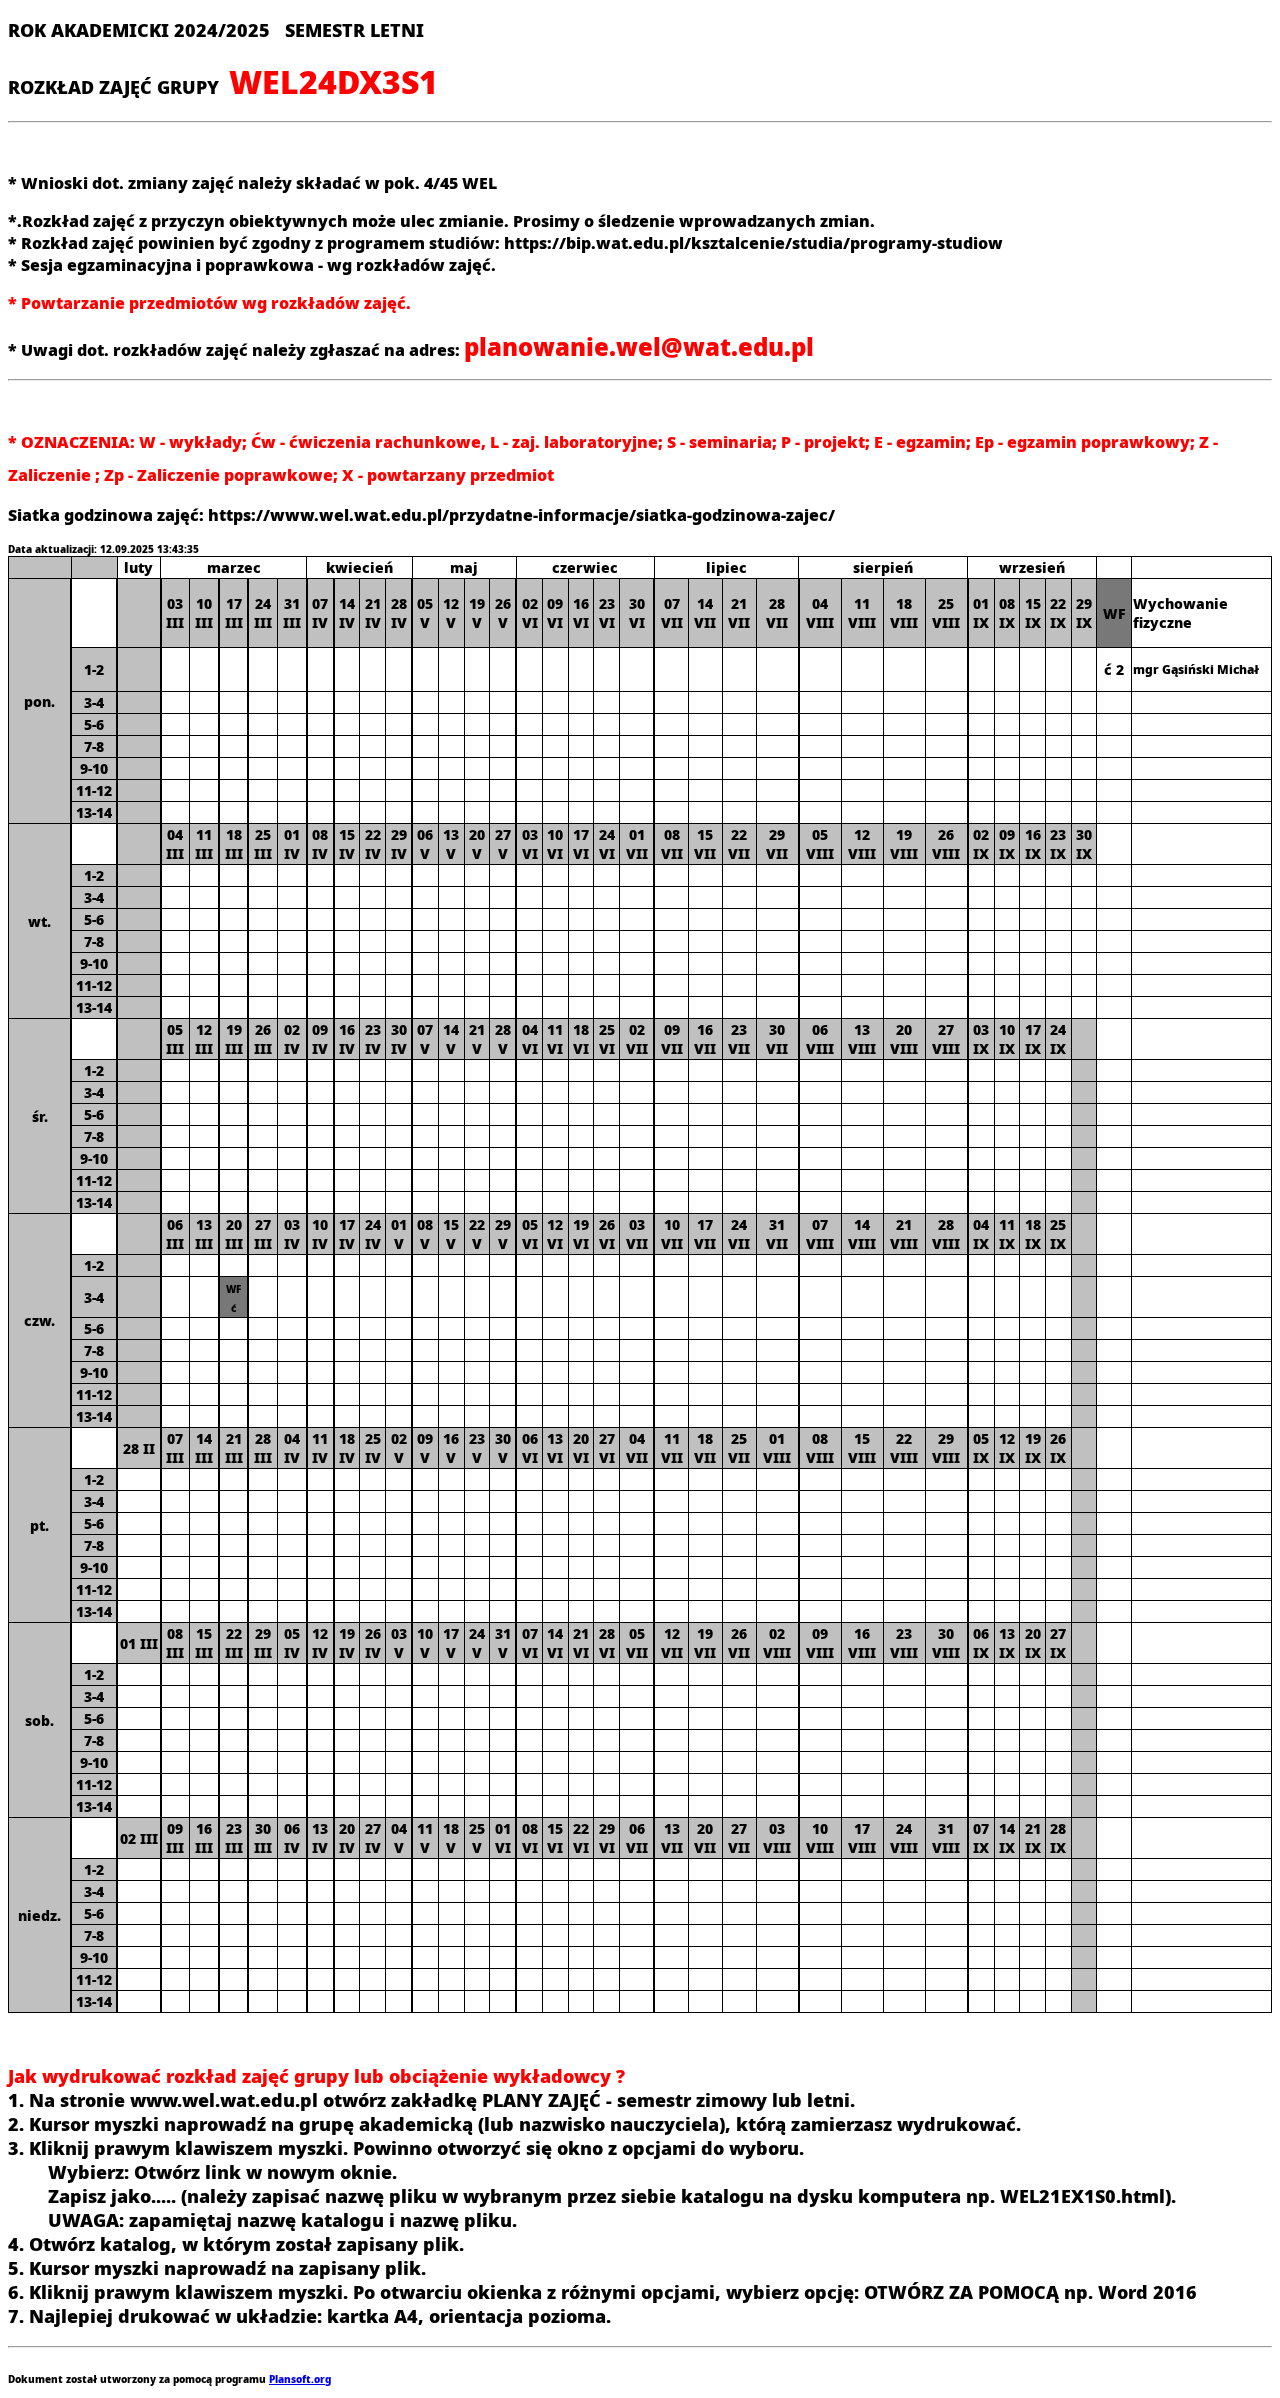 ROK AKADEMICKI 2024/2025 SEMESTR LETNI
ROZKŁAD ZAJĘĆ GRUPY WEL24DX3S1
* Wnioski dot. zmiany zajęć należy składać w pok. 4/45 WEL
*.Rozkład zajęć z przyczyn obiektywnych może ulec zmianie. Prosimy o śledzenie wprowadzanych zmian.
* Rozkład zajęć powinien być zgodny z programem studiów: https://bip.wat.edu.pl/ksztalcenie/studia/programy-studiow
* Sesja egzaminacyjna i poprawkowa - wg rozkładów zajęć.
* Powtarzanie przedmiotów wg rozkładów zajęć.
* Uwagi dot. rozkładów zajęć należy zgłaszać na adres: planowanie.wel@wat.edu.pl
* OZNACZENIA: W - wykłady; Ćw - ćwiczenia rachunkowe, L - zaj. laboratoryjne; S - seminaria; P - projekt; E - egzamin; Ep - egzamin poprawkowy; Z -
Zaliczenie ; Zp - Zaliczenie poprawkowe; X - powtarzany przedmiot
Siatka godzinowa zajęć: https://www.wel.wat.edu.pl/przydatne-informacje/siatka-godzinowa-zajec/
Data aktualizacji: 12.09.2025 13:43:35
luty marzec kwiecień maj czerwiec lipiec sierpień wrzesień
pon.
03 10 17 24 31 07 14 21 28 05 12 19 26 02 09 16 23 30 07 14 21 28 04 11 18 25 01 08 15 22 29 WF Wychowanie
III III III III III IV IV IV IV V V V V VI VI VI VI VI VII VII VII VII VIII VIII VIII VIII IX IX IX IX IX fizyczne
1-2 ć 2 mgr Gąsiński Michał
3-4
5-6
7-8
9-10
11-12
13-14
wt.
04 11 18 25 01 08 15 22 29 06 13 20 27 03 10 17 24 01 08 15 22 29 05 12 19 26 02 09 16 23 30
III III III III IV IV IV IV IV V V V V VI VI VI VI VII VII VII VII VII VIII VIII VIII VIII IX IX IX IX IX
1-2
3-4
5-6
7-8
9-10
11-12
13-14
śr.
05 12 19 26 02 09 16 23 30 07 14 21 28 04 11 18 25 02 09 16 23 30 06 13 20 27 03 10 17 24
III III III III IV IV IV IV IV V V V V VI VI VI VI VII VII VII VII VII VIII VIII VIII VIII IX IX IX IX
1-2
3-4
5-6
7-8
9-10
11-12
13-14
czw.
06 13 20 27 03 10 17 24 01 08 15 22 29 05 12 19 26 03 10 17 24 31 07 14 21 28 04 11 18 25
III III III III IV IV IV IV V V V V V VI VI VI VI VII VII VII VII VII VIII VIII VIII VIII IX IX IX IX
1-2
3-4 WF
ć
5-6
7-8
9-10
11-12
13-14
pt.
28 II 07 14 21 28 04 11 18 25 02 09 16 23 30 06 13 20 27 04 11 18 25 01 08 15 22 29 05 12 19 26
III III III III IV IV IV IV V V V V V VI VI VI VI VII VII VII VII VIII VIII VIII VIII VIII IX IX IX IX
1-2
3-4
5-6
7-8
9-10
11-12
13-14
sob.
01 III 08 15 22 29 05 12 19 26 03 10 17 24 31 07 14 21 28 05 12 19 26 02 09 16 23 30 06 13 20 27
III III III III IV IV IV IV V V V V V VI VI VI VI VII VII VII VII VIII VIII VIII VIII VIII IX IX IX IX
1-2
3-4
5-6
7-8
9-10
11-12
13-14
niedz.
02 III 09 16 23 30 06 13 20 27 04 11 18 25 01 08 15 22 29 06 13 20 27 03 10 17 24 31 07 14 21 28
III III III III IV IV IV IV V V V V VI VI VI VI VI VII VII VII VII VIII VIII VIII VIII VIII IX IX IX IX
1-2
3-4
5-6
7-8
9-10
11-12
13-14
Jak wydrukować rozkład zajęć grupy lub obciążenie wykładowcy ?
1. Na stronie www.wel.wat.edu.pl otwórz zakładkę PLANY ZAJĘĆ - semestr zimowy lub letni.
2. Kursor myszki naprowadź na grupę akademicką (lub nazwisko nauczyciela), którą zamierzasz wydrukować.
3. Kliknij prawym klawiszem myszki. Powinno otworzyć się okno z opcjami do wyboru.
Wybierz: Otwórz link w nowym oknie.
Zapisz jako..... (należy zapisać nazwę pliku w wybranym przez siebie katalogu na dysku komputera np. WEL21EX1S0.html).
UWAGA: zapamiętaj nazwę katalogu i nazwę pliku.
4. Otwórz katalog, w którym został zapisany plik.
5. Kursor myszki naprowadź na zapisany plik.
6. Kliknij prawym klawiszem myszki. Po otwarciu okienka z różnymi opcjami, wybierz opcję: OTWÓRZ ZA POMOCĄ np. Word 2016
7. Najlepiej drukować w układzie: kartka A4, orientacja pozioma.
Dokument został utworzony za pomocą programu Plansoft.org